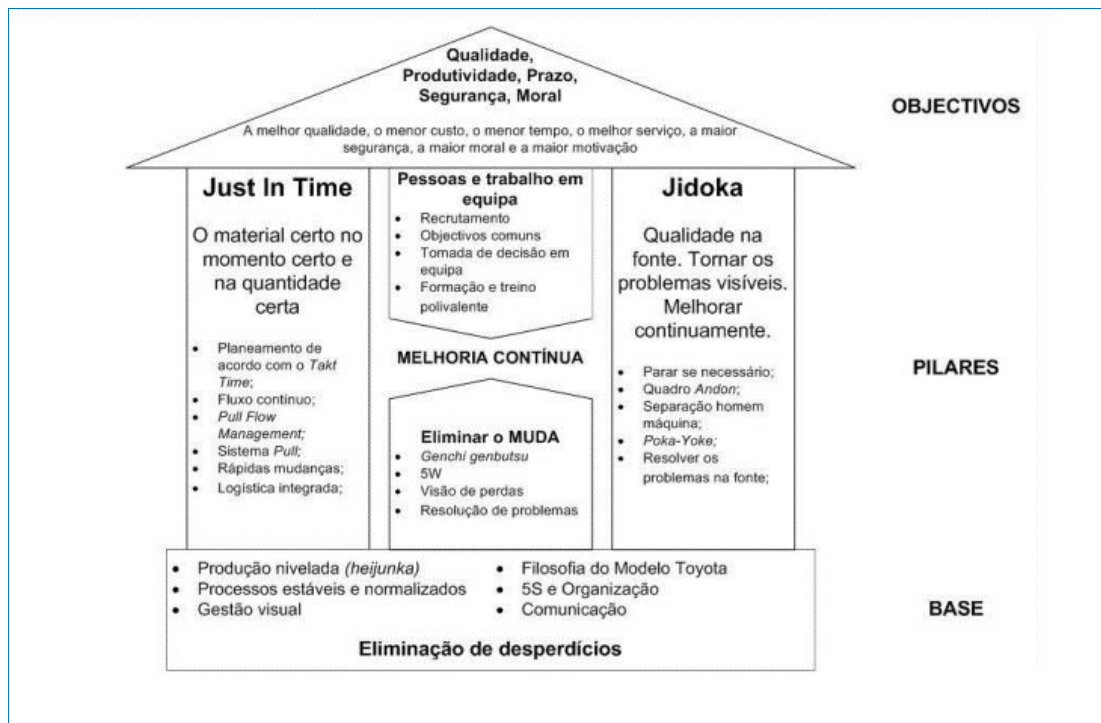 Qualidade,
Produtividade, Prazo,
Segurança, Moral
A melhor qualidade, o menor custo, o menor tempo, o melhor serviço, a maior
segurança, a maior moral e a maior motivação
OBJECTIVOS
Just In Time
O material certo no
momento certo e
na quantidade
certa
• Planeamento de
acordo com o Takt
Time;
• Fluxo contínuo;
• Pull Flow
Management;
• Sistema Pull;
• Rápidas mudanças;
• Logística integrada;
Pessoas e trabalho em
equipa
• Recrutamento
• Objectivos comuns
• Tomada de decisão em
equipa
• Formação e treino
polivalente
MELHORIA CONTÍNUA
Eliminar o MUDA
• Genchi genbutsu
• 5W
• Visão de perdas
• Resolução de problemas
Jidoka
Qualidade na
fonte. Tornar os
problemas visíveis.
Melhorar
continuamente.
• Parar se necessário;
• Quadro Andon;
• Separação homem
máquina;
• Poka-Yoke;
• Resolver os
problemas na fonte;
PILARES
• Produção nivelada (heijunka)
• Processos estáveis e normalizados
• Gestão visual
• Filosofia do Modelo Toyota
• 5S e Organização
• Comunicação
Eliminação de desperdícios
BASE